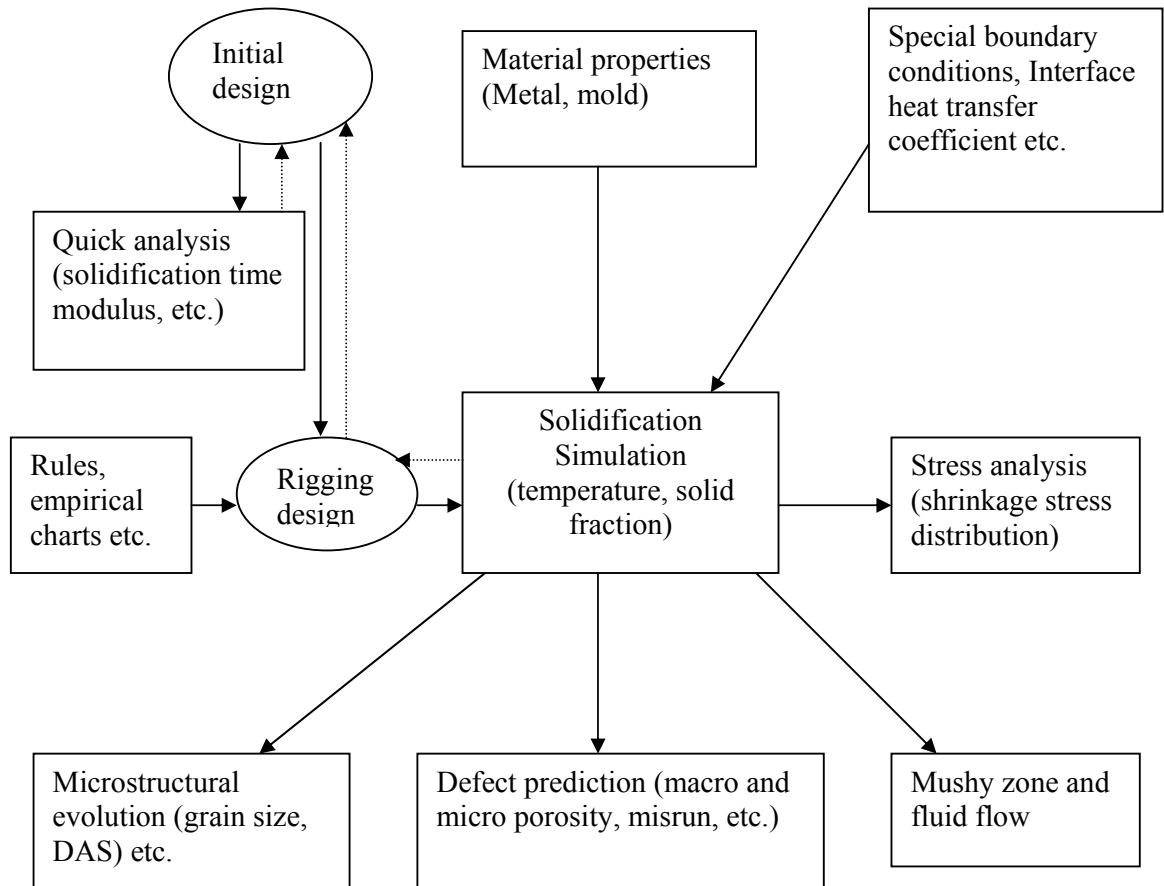 Initial
design
Material properties
(Metal, mold)
Special boundary
conditions, Interface
heat transfer
coefficient etc.
Quick analysis
(solidification time
modulus, etc.)
Rules,
empirical
charts etc.
Rigging
design
Solidification
Simulation
(temperature, solid
fraction)
Stress analysis
(shrinkage stress
distribution)
Microstructural
evolution (grain size,
DAS) etc.
Defect prediction (macro and
micro porosity, misrun, etc.)
Mushy zone and
fluid flow